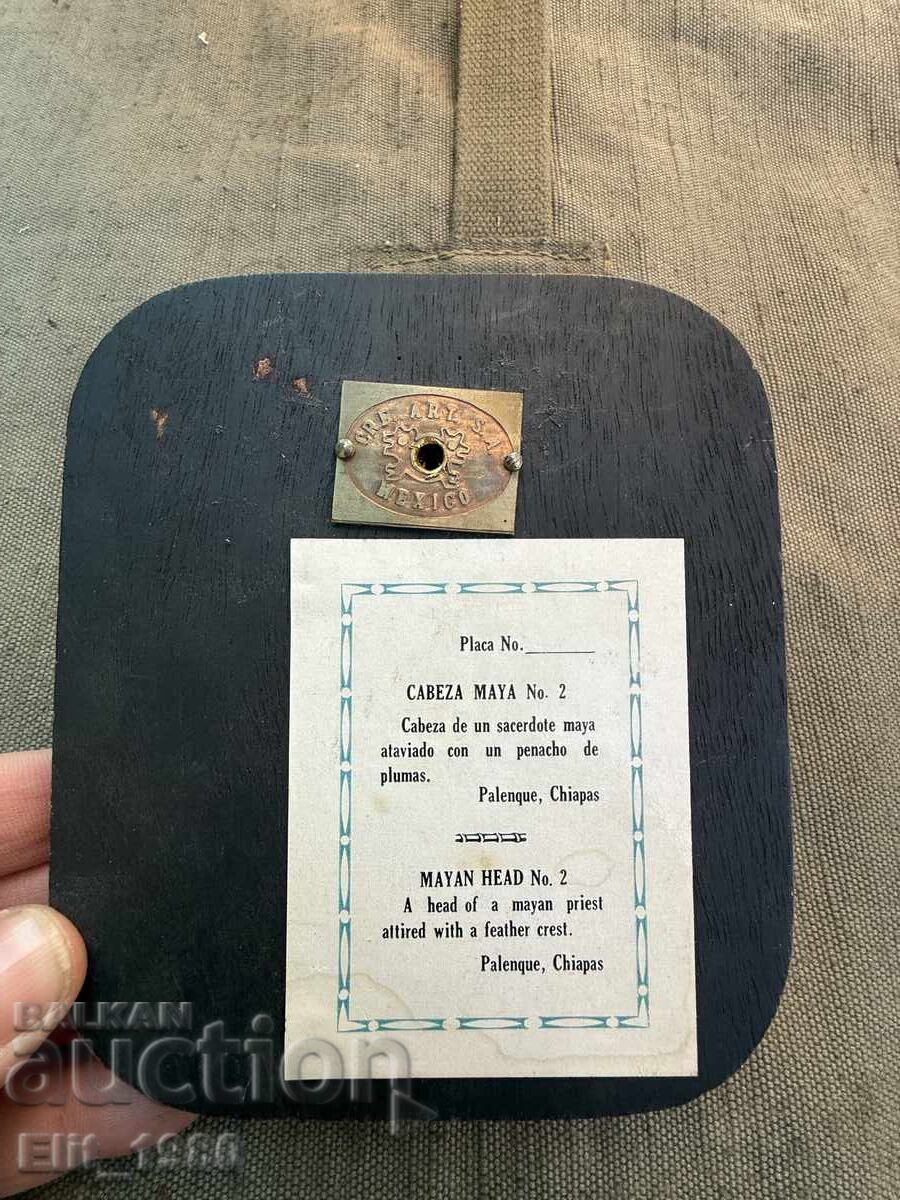 CRE ART. S.A.
MEXICO
Placa No.
CABEZA MAYA No. 2
Cabeza de un sacerdote maya
ataviado con un penacho de
plumas.
Palenque, Chiapas
MAYAN HEAD No. 2
A head of a mayan priest
attired with a feather crest.
Palenque, Chiapas
BALKAN
auction
Elit_1986